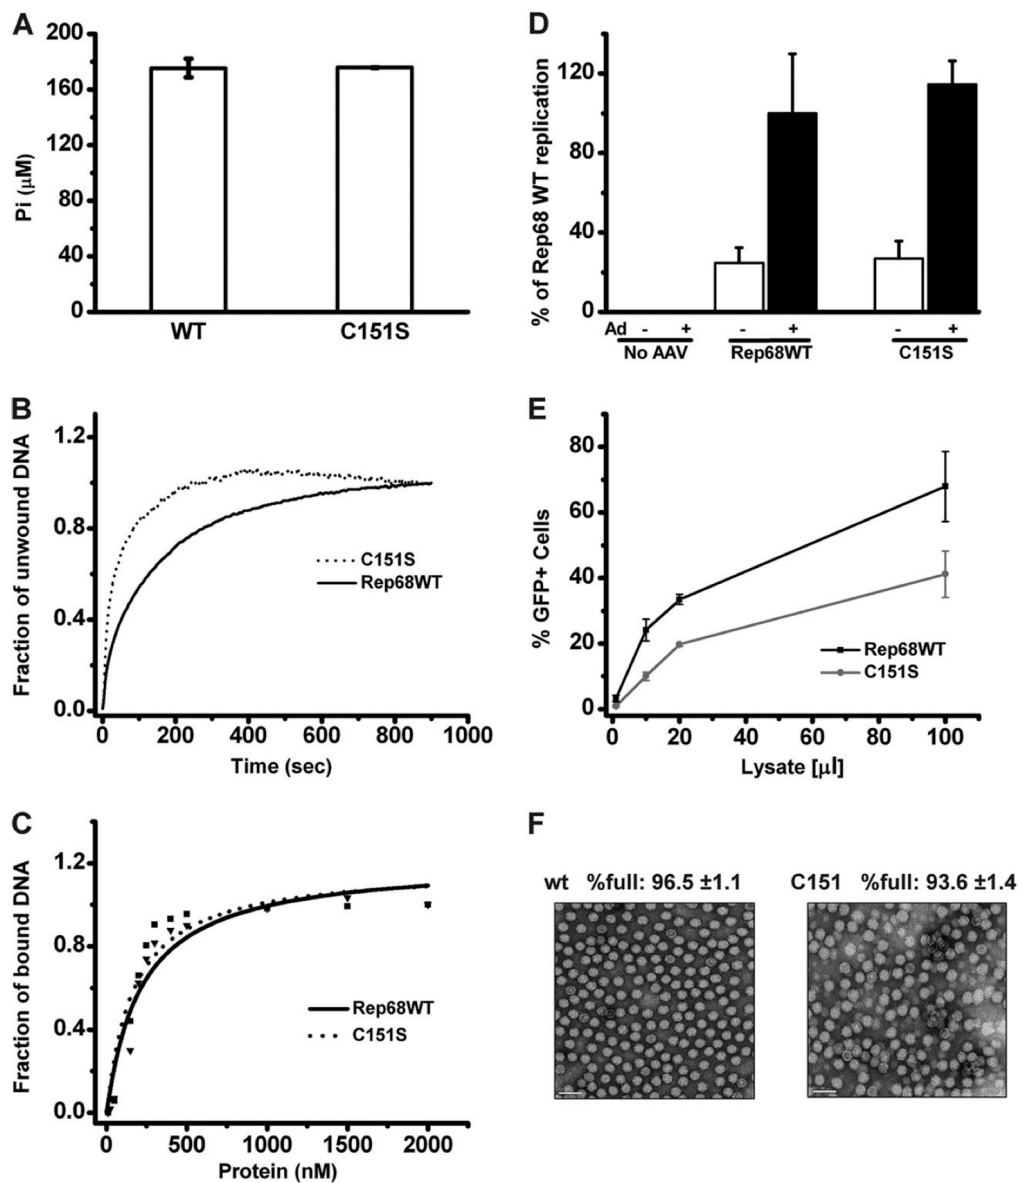 A
200
160
120
80
40
0
Pi (µM)
WT
C151S
B
1.2
0.8
0.4
0.0
Fraction of unwound DNA
C151S
Rep68WT
0 200 400 600 800 1000
Time (sec)
C
1.2
0.8
0.4
0.0
Fraction of bound DNA
Rep68WT
C151S
0 500 1000 1500 2000
Protein (nM)
D
120
80
40
0
% of Rep68 WT replication
Ad - + - + - +
No AAV Rep68WT C151S
E
80
60
40
20
0
% GFP+ Cells
Rep68WT
C151S
0 20 40 60 80 100
Lysate [µl]
F
wt %full: 96.5 ±1.1
C151 %full: 93.6 ±1.4